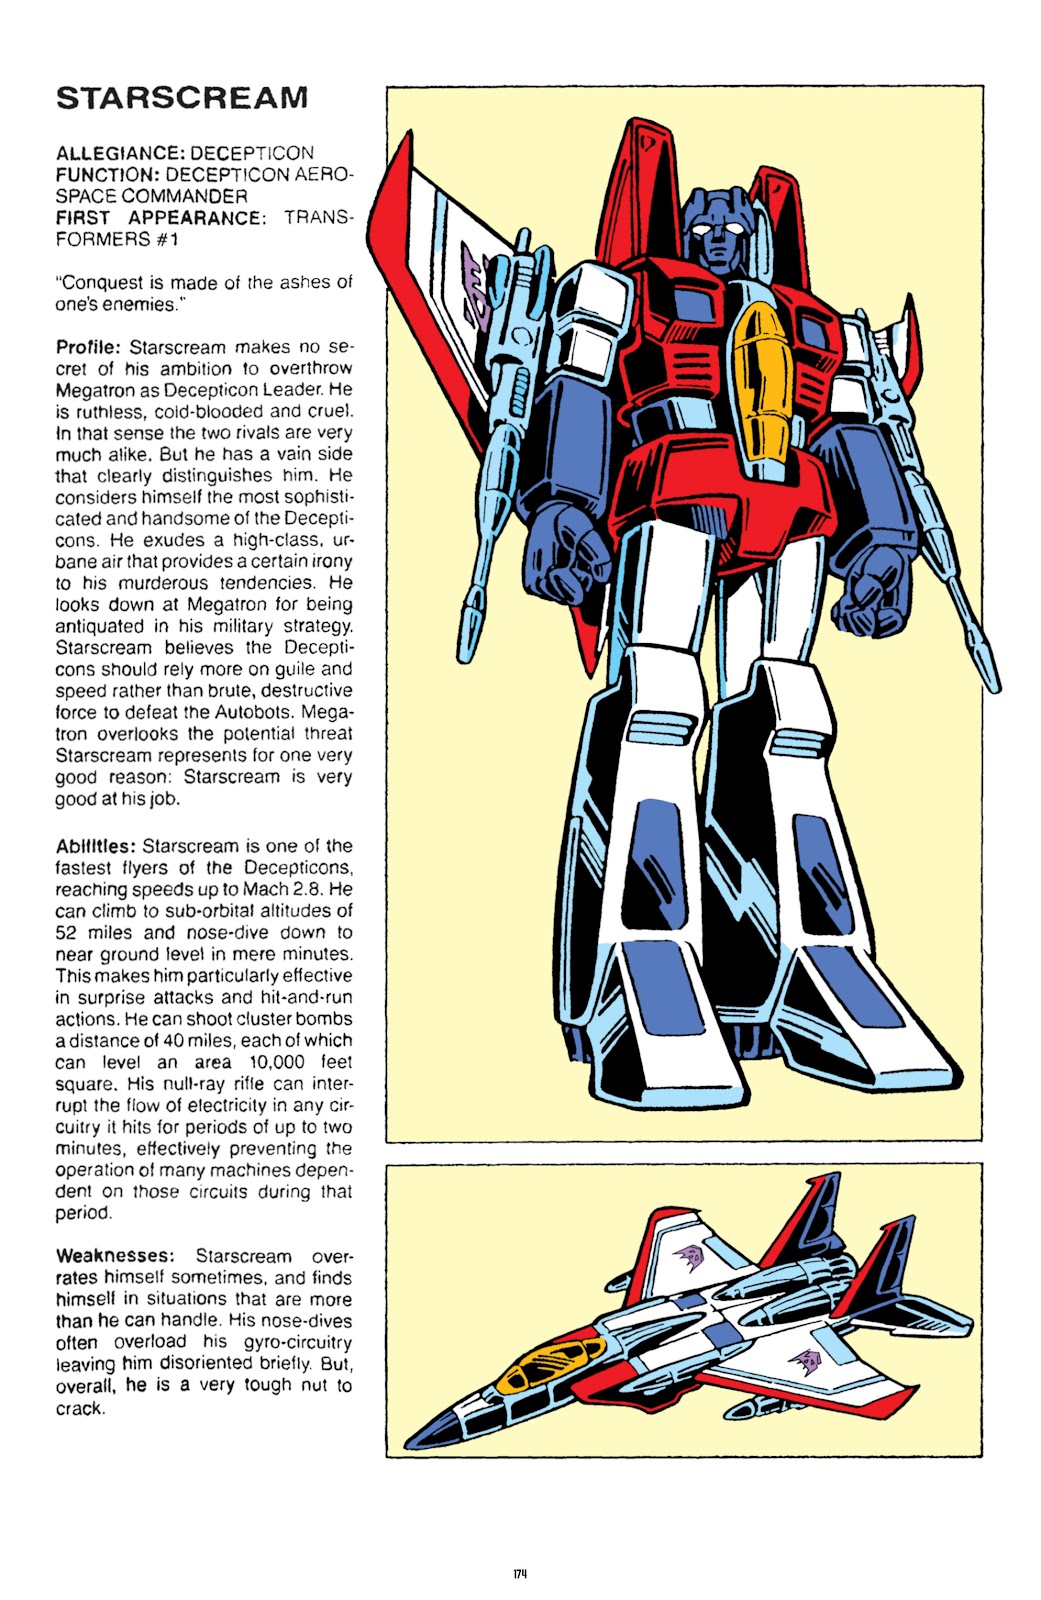 STARSCREAM
ALLEGIANCE: DECEPTICON
FUNCTION: DECEPTICON AERO-
SPACE COMMANDER
FIRST APPEARANCE: TRANS-
FORMERS #1
"Conquest is made of the ashes of
one's enemies."
Profile: Starscream makes no se-
cret of his ambition to overthrow
Megatron as Decepticon Leader. He
is ruthless, cold-blooded and cruel.
In that sense the two rivals are very
much alike. But he has a vain side
that clearly distinguishes him. He
considers himself the most sophisti-
cated and handsome of the Decepti-
cons. He exudes a high-class, ur-
bane air that provides a certain irony
to his murderous tendencies. He
looks down at Megatron for being
antiquated in his military strategy.
Starscream believes the Decepti-
cons should rely more on guile and
speed rather than brute, destructive
force to defeat the Autobots. Mega-
tron overlooks the potential threat
Starscream represents for one very
good reason: Starscream is very
good at his job.
Abilities: Starscream is one of the
fastest flyers of the Decepticons,
reaching speeds up to Mach 2.8. He
can climb to sub-orbital altitudes of
52 miles and nose-dive down to
near ground level in mere minutes.
This makes him particularly effective
in surprise attacks and hit-and-run
actions. He can shoot cluster bombs
a distance of 40 miles, each of which
can level an area 10,000 feet
square. His null-ray rifle can inter-
rupt the flow of electricity in any cir-
cuitry it hits for periods of up to two
minutes, effectively preventing the
operation of many machines depen-
dent on those circuits during that
period.
Weaknesses: Starscream over-
rates himself sometimes, and finds
himself in situations that are more
than he can handle. His nose-dives
often overload his gyro-circuitry
leaving him disoriented briefly. But,
overall, he is a very tough nut to
crack.
174